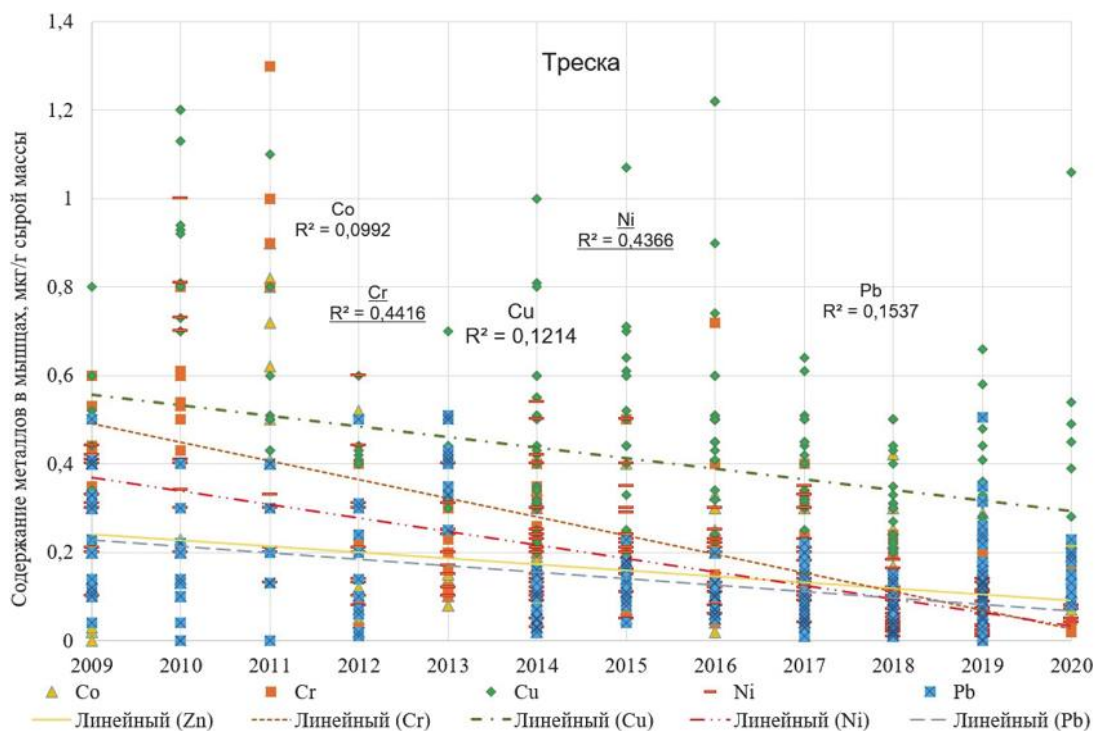 Содержание металлов в мышцах, мкт/г сырой массы
1,4
1,2
1
0,8
0,6
0,4
0,2
0
Треска
Co
R² = 0,0992
Cr
R² = 0,4416
Cu
R² = 0,1214
Ni
R² = 0,4366
Pb
R² = 0,1537
2009 2010 2011 2012 2013 2014 2015 2016 2017 2018 2019 2020
Co Cr Cu Ni Pb
Линейный (Zn) Линейный (Cr) Линейный (Cu) Линейный (Ni) Линейный (Pb)